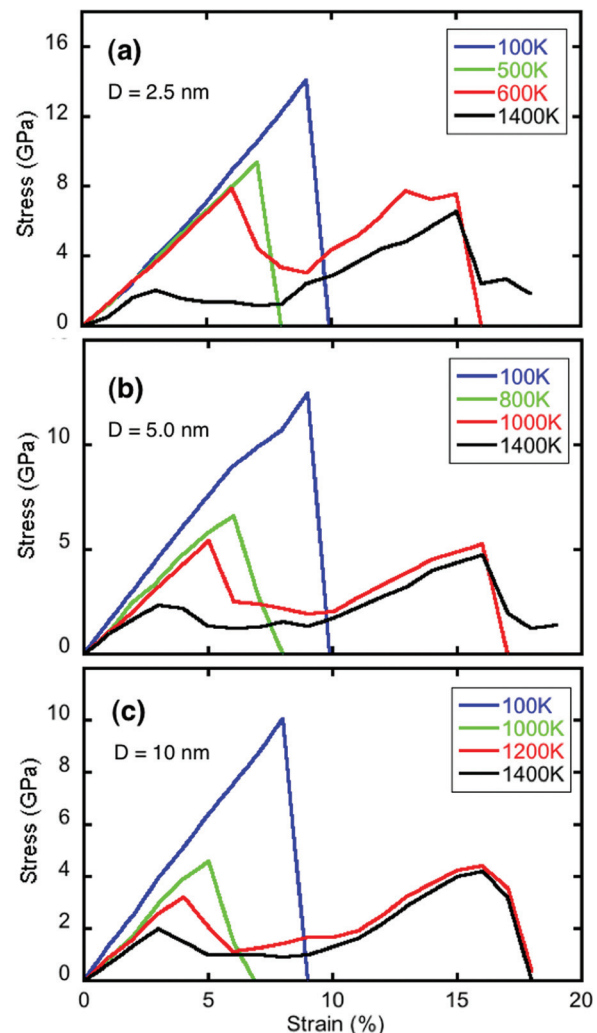 (a)
D = 2.5 nm
100K
500K
600K
1400K
Stress (GPa)
16
12
8
4
0
(b)
D = 5.0 nm
100K
800K
1000K
1400K
Stress (GPa)
10
5
0
(c)
D = 10 nm
100K
1000K
1200K
1400K
Stress (GPa)
10
8
6
4
2
0
0 5 10 15 20
Strain (%)